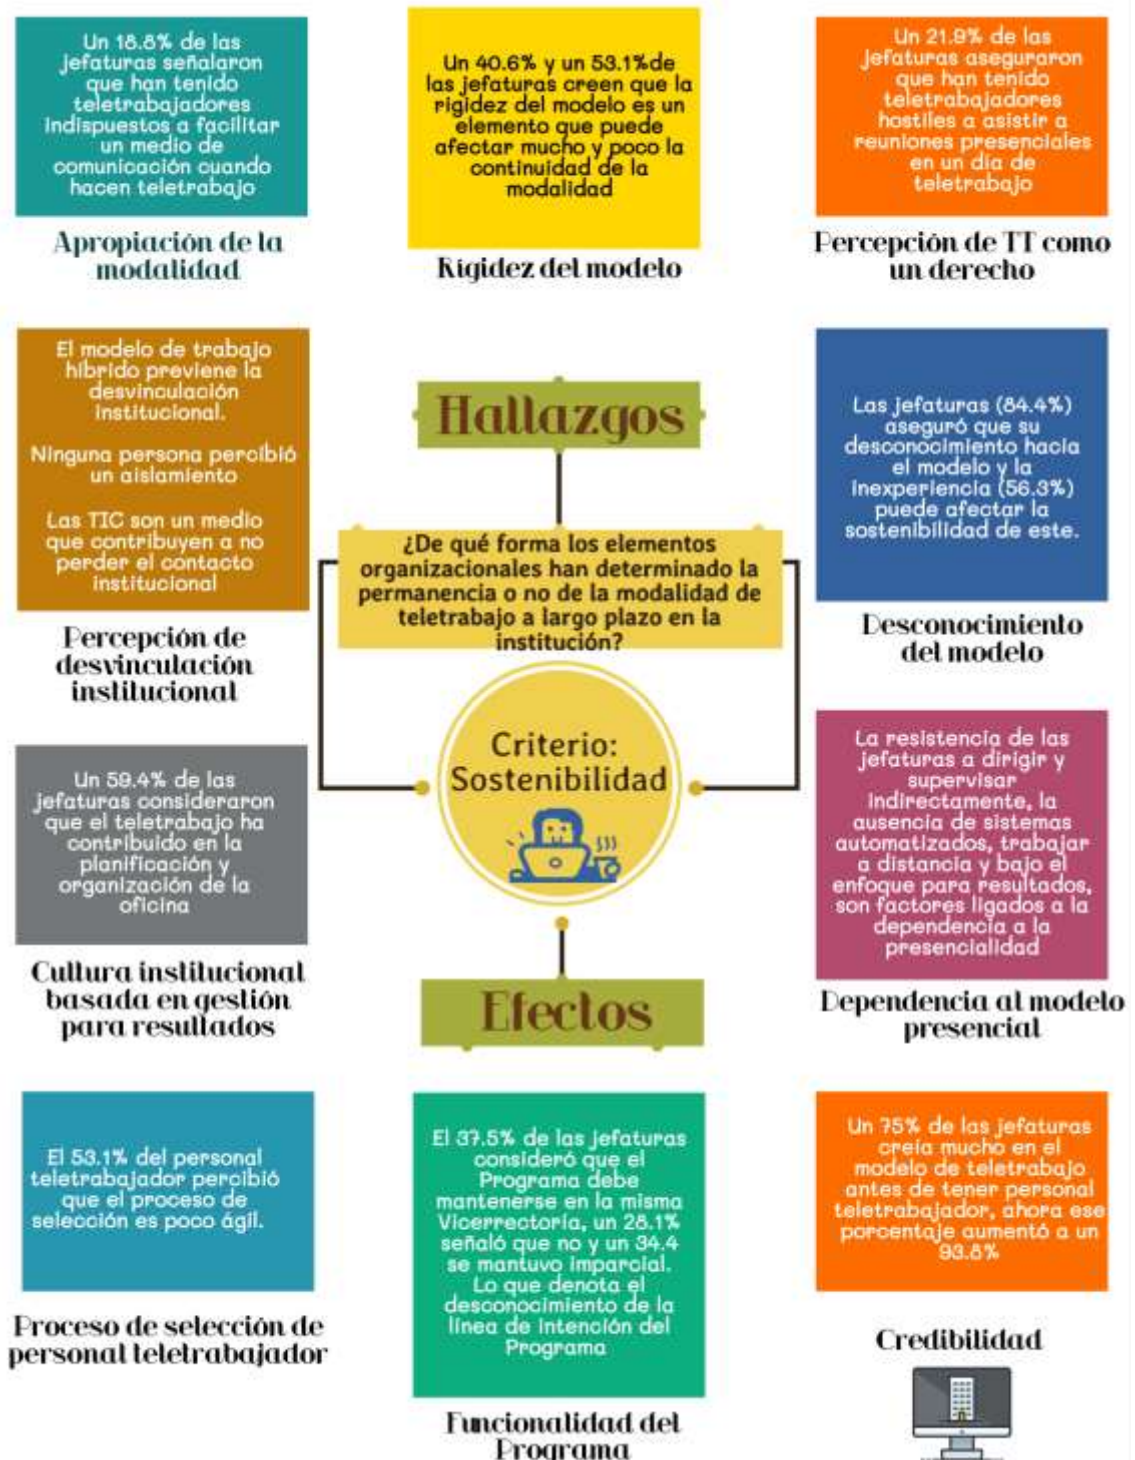 Un 18.8% de las
jefaturas señalaron
que han tenido
teletrabajadores
indispuestos a facilitar
un medio de
comunicación cuando
hacen teletrabajo
Apropiación de la
modalidad
Un 40.6% y un 53.1%de
las jefaturas creen que la
rigidez del modelo es un
elemento que puede
afectar mucho y poco la
continuidad de la
modalidad
Rigidez del modelo
Un 21.9% de las
jefaturas aseguraron
que han tenido
teletrabajadores
hostiles a asistir a
reuniones presenciales
en un día de
teletrabajo
Percepción de TT como
un derecho
El modelo de trabajo
híbrido previene la
desvinculación
institucional.
Ninguna persona percibió
un aislamiento
Las TIC son un medio
que contribuyen a no
perder el contacto
institucional
Percepción de
desvinculación
institucional
Hallazgos
¿De qué forma los elementos
organizacionales han determinado la
permanencia o no de la modalidad de
teletrabajo a largo plazo en la
institución?
Criterio:
Sostenibilidad
Las jefaturas (84.4%)
aseguró que su
desconocimiento hacia
el modelo y la
inexperiencia (56.3%)
puede afectar la
sostenibilidad de este.
Desconocimiento
del modelo
Un 59.4% de las
jefaturas consideraron
que el teletrabajo ha
contribuido en la
planificación y
organización de la
oficina
Cultura institucional
basada en gestión
para resultados
La resistencia de las
jefaturas a dirigir y
supervisar
indirectamente, la
ausencia de sistemas
automatizados, trabajar
a distancia y bajo el
enfoque para resultados,
son factores ligados a la
dependencia a la
presencialidad
Dependencia al modelo
presencial
Efectos
El 53.1% del personal
teletrabajador percibió
que el proceso de
selección es poco ágil.
Proceso de selección de
personal teletrabajador
El 37.5% de las jefaturas
consideró que el
Programa debe
mantenerse en la misma
Vicerrectoría, un 28.1%
señaló que no y un 34.4
se mantuvo imparcial.
Lo que denota el
desconocimiento de la
línea de intención del
Programa
Funcionalidad del
Programa
Un 75% de las jefaturas
creía mucho en el
modelo de teletrabajo
antes de tener personal
teletrabajador, ahora ese
porcentaje aumentó a un
93.8%
Credibilidad